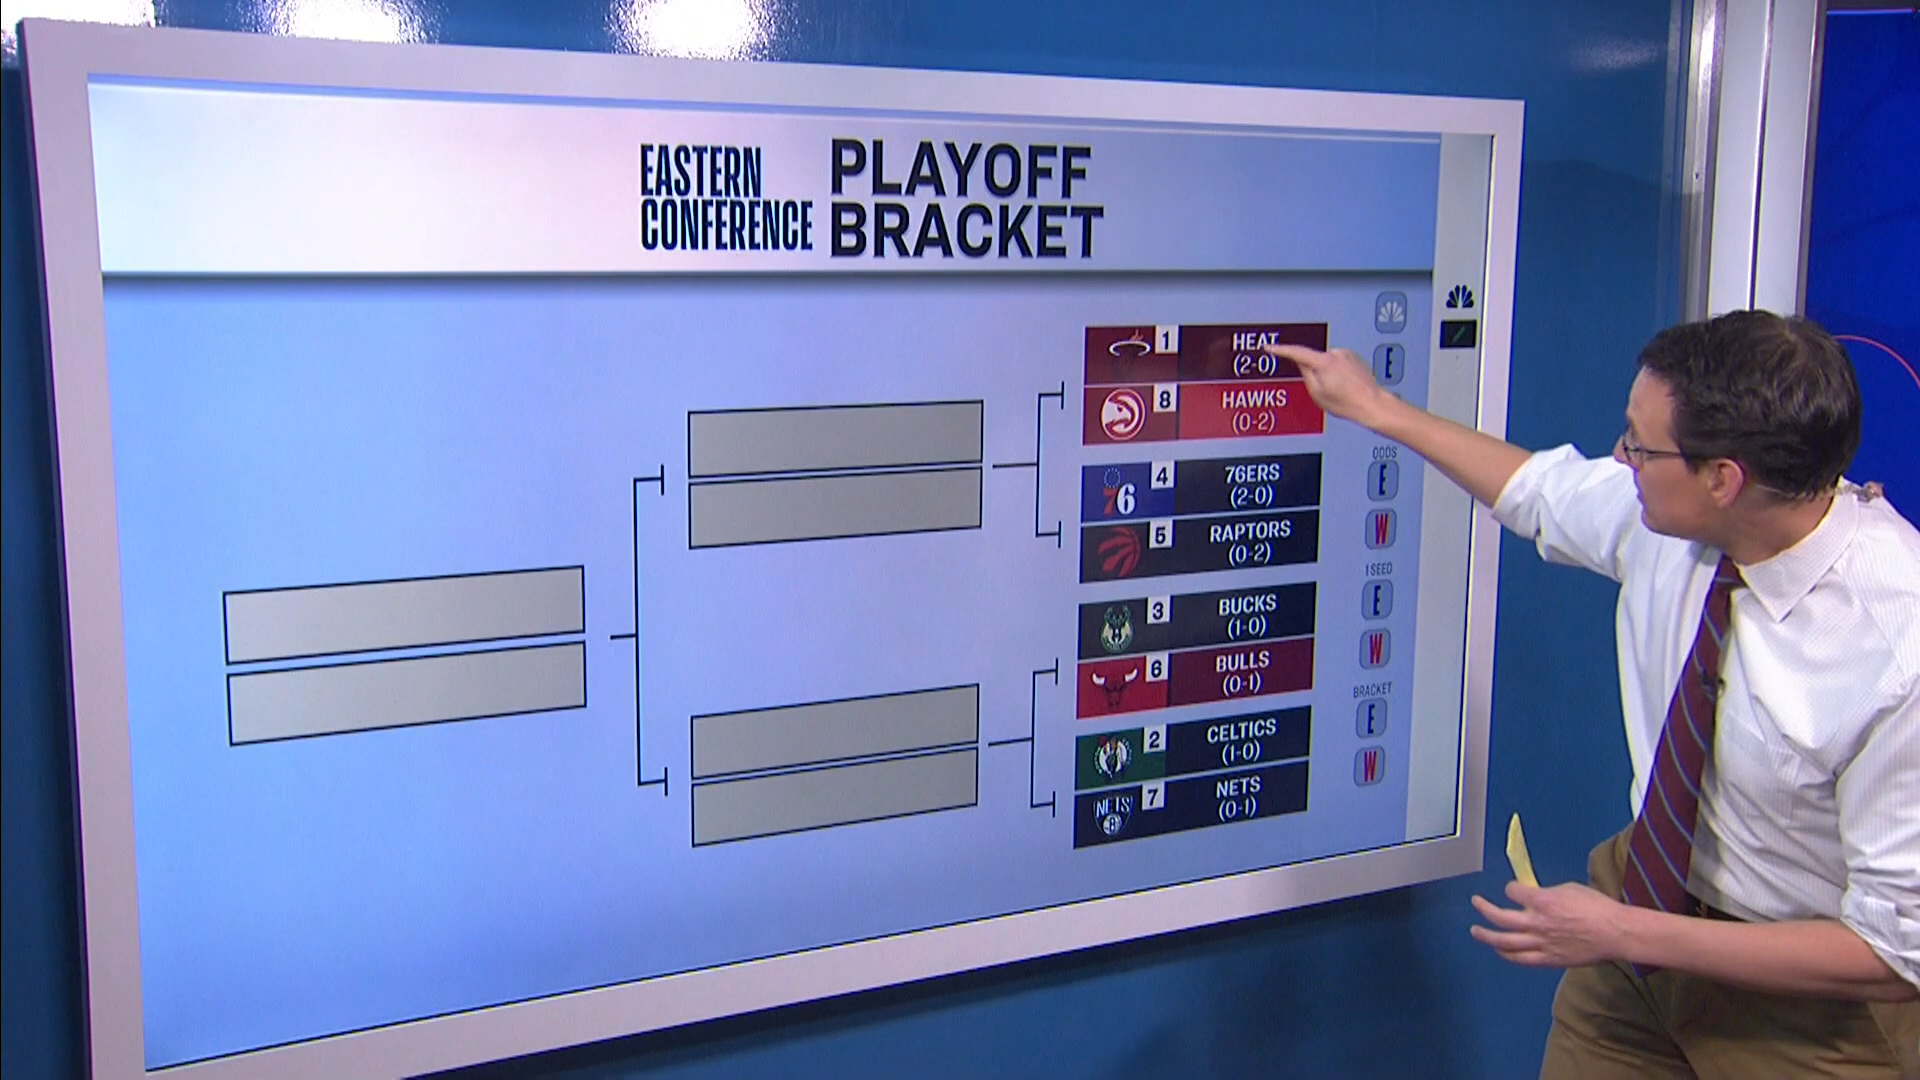 EASTERN
CONFERENCE
PLAYOFF
BRACKET
1 HEAT
(2-0)
8 HAWKS
(0-2)
76
4 76ERS
(2-0)
5 RAPTORS
(0-2)
3 BUCKS
(1-0)
6 BULLS
(0-1)
2 CELTICS
(1-0)
NETS
B
7 NETS
(0-1)
E
ODDS
E
W
1 SEED
E
W
BRACKET
E
W